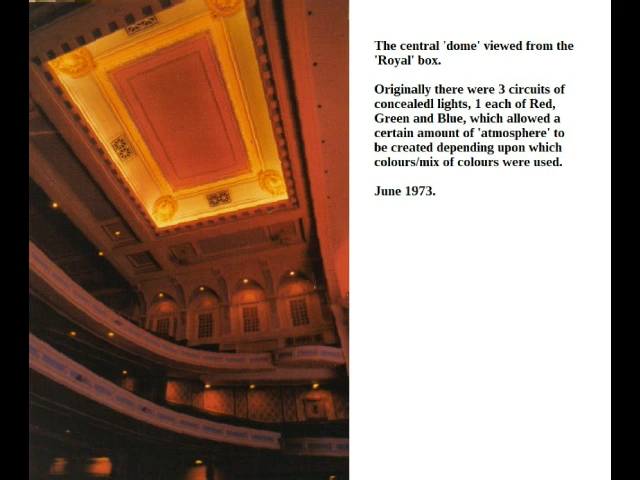 The central 'dome' viewed from the
'Royal' box.
Originally there were 3 circuits of
concealedl lights, 1 each of Red,
Green and Blue, which allowed a
certain amount of 'atmosphere' to
be created depending upon which
colours/mix of colours were used.
June 1973.